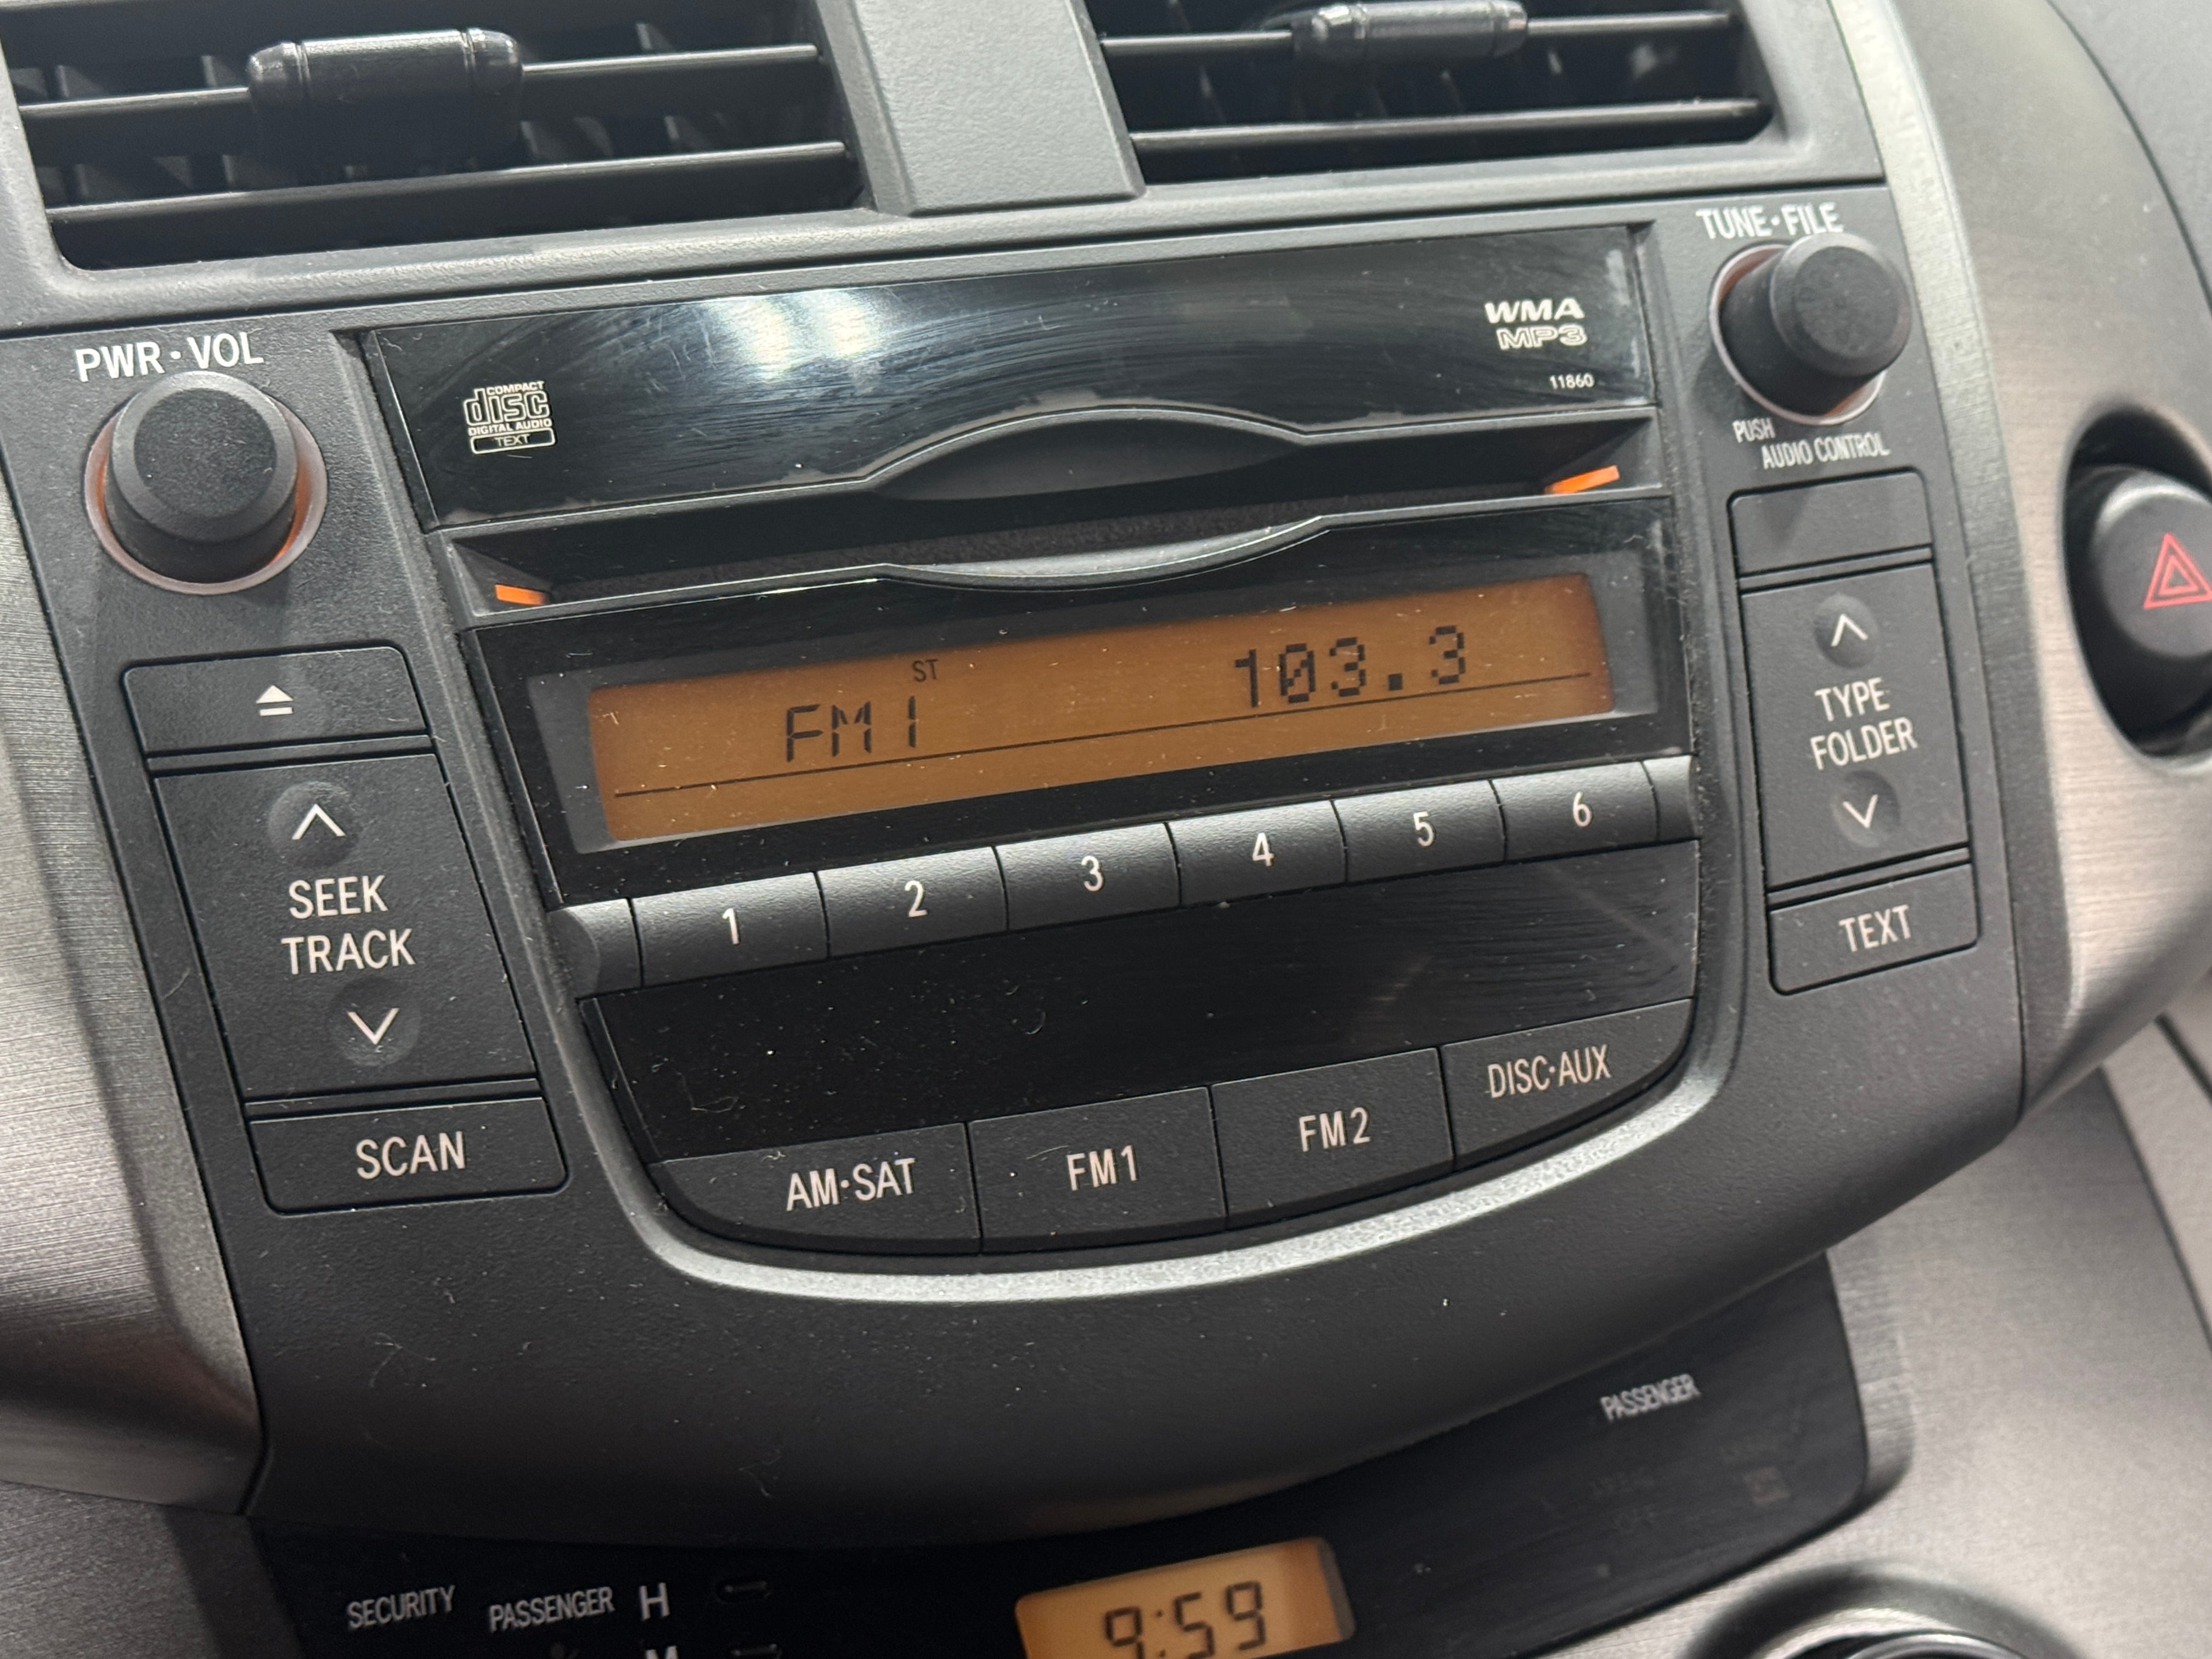 TUNE•FILE
PWR•VOL
WMA
MP3
11860
COMPACT
disc
DIGITAL AUDIO
TEXT
PUSH
AUDIO CONTROL
ST
FM1
103.3
TYPE
FOLDER
SEEK
TRACK
1
2
3
4
5
6
TEXT
SCAN
AM•SAT
FM1
FM2
DISC•AUX
PASSENGER
SECURITY
PASSENGER
H
9:59
M